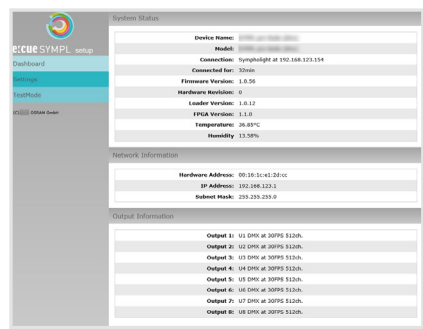 e:cue
e:cue SYMPL setup
Dashboard
Settings
TestMode
OSRAM GmbH
System Status
Device Name:
Model:
Connection: Sympholight at 192.168.123.154
Connected for: 32min
Firmware Version: 1.0.56
Hardware Revision: 0
Loader Version: 1.0.12
FPGA Version: 1.1.0
Temperature: 36.85°C
Humidity 13.58%
Network Information
Hardware Address: 00:16:1c:e1:2d:cc
IP Address: 192.168.123.1
Subnet Mask: 255.255.255.0
Output Information
Output 1: U1 DMX at 30FPS 512ch.
Output 2: U2 DMX at 30FPS 512ch.
Output 3: U3 DMX at 30FPS 512ch.
Output 4: U4 DMX at 30FPS 512ch.
Output 5: U5 DMX at 30FPS 512ch.
Output 6: U6 DMX at 30FPS 512ch.
Output 7: U7 DMX at 30FPS 512ch.
Output 8: U8 DMX at 30FPS 512ch.